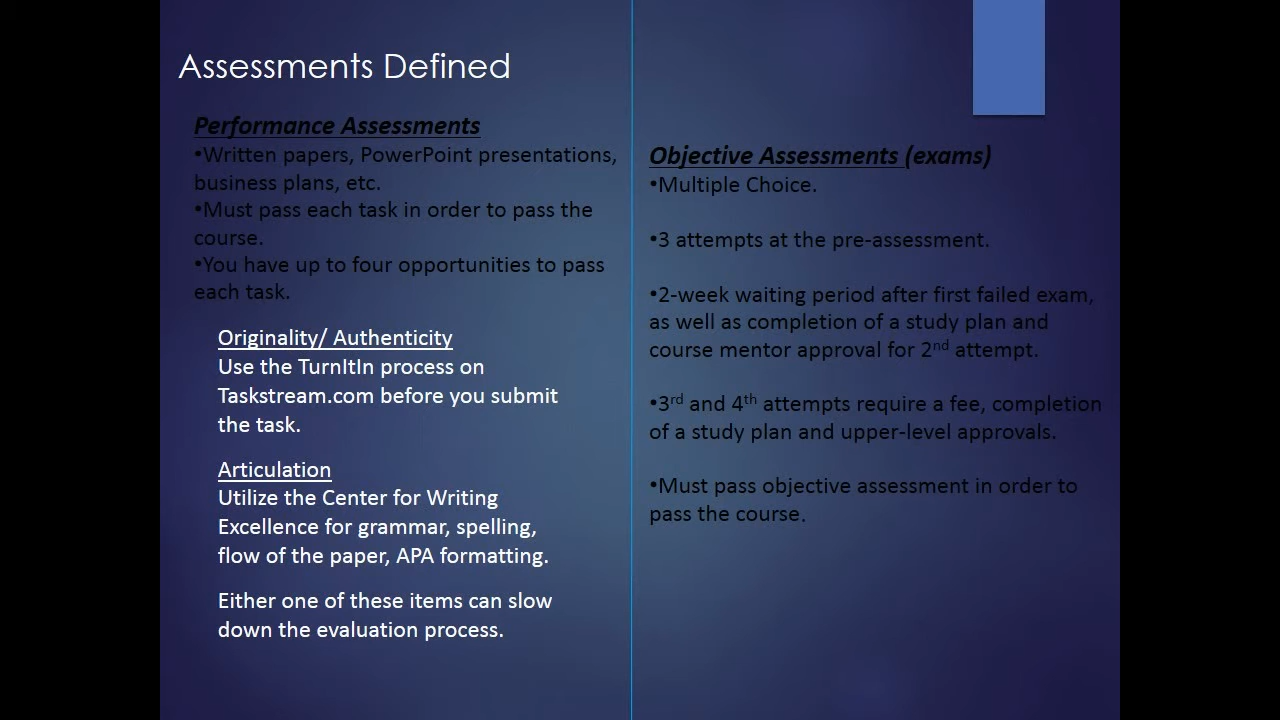 Assessments Defined
Performance Assessments
•Written papers, PowerPoint presentations,
business plans, etc.
•Must pass each task in order to pass the
course.
•You have up to four opportunities to pass
each task.
Originality/ Authenticity
Use the TurnItIn process on
Taskstream.com before you submit
the task.
Articulation
Utilize the Center for Writing
Excellence for grammar, spelling,
flow of the paper, APA formatting.
Either one of these items can slow
down the evaluation process.
Objective Assessments (exams)
•Multiple Choice.
•3 attempts at the pre-assessment.
•2-week waiting period after first failed exam,
as well as completion of a study plan and
course mentor approval for 2nd attempt.
•3rd and 4th attempts require a fee, completion
of a study plan and upper-level approvals.
•Must pass objective assessment in order to
pass the course.